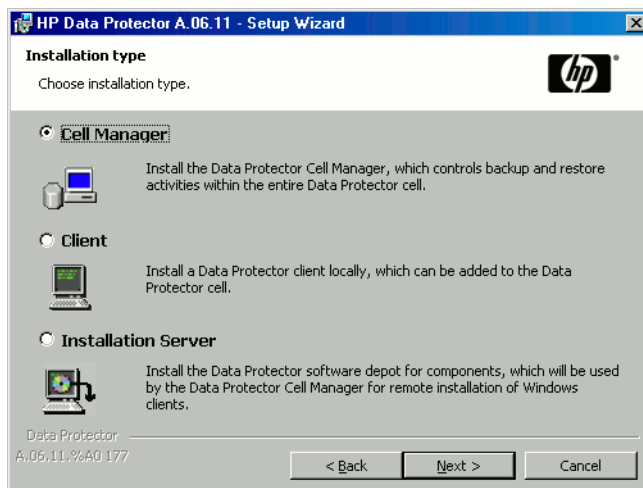 HP Data Protector A.06.11 - Setup Wizard
Installation type
Choose installation type.
hp
Cell Manager
Install the Data Protector Cell Manager, which controls backup and restore
activities within the entire Data Protector cell.
Client
Install a Data Protector client locally, which can be added to the Data
Protector cell.
Installation Server
Install the Data Protector software depot for components, which will be used
by the Data Protector Cell Manager for remote installation of Windows
clients.
Data Protector
A.06.11.%A0 177
< Back
Next >
Cancel